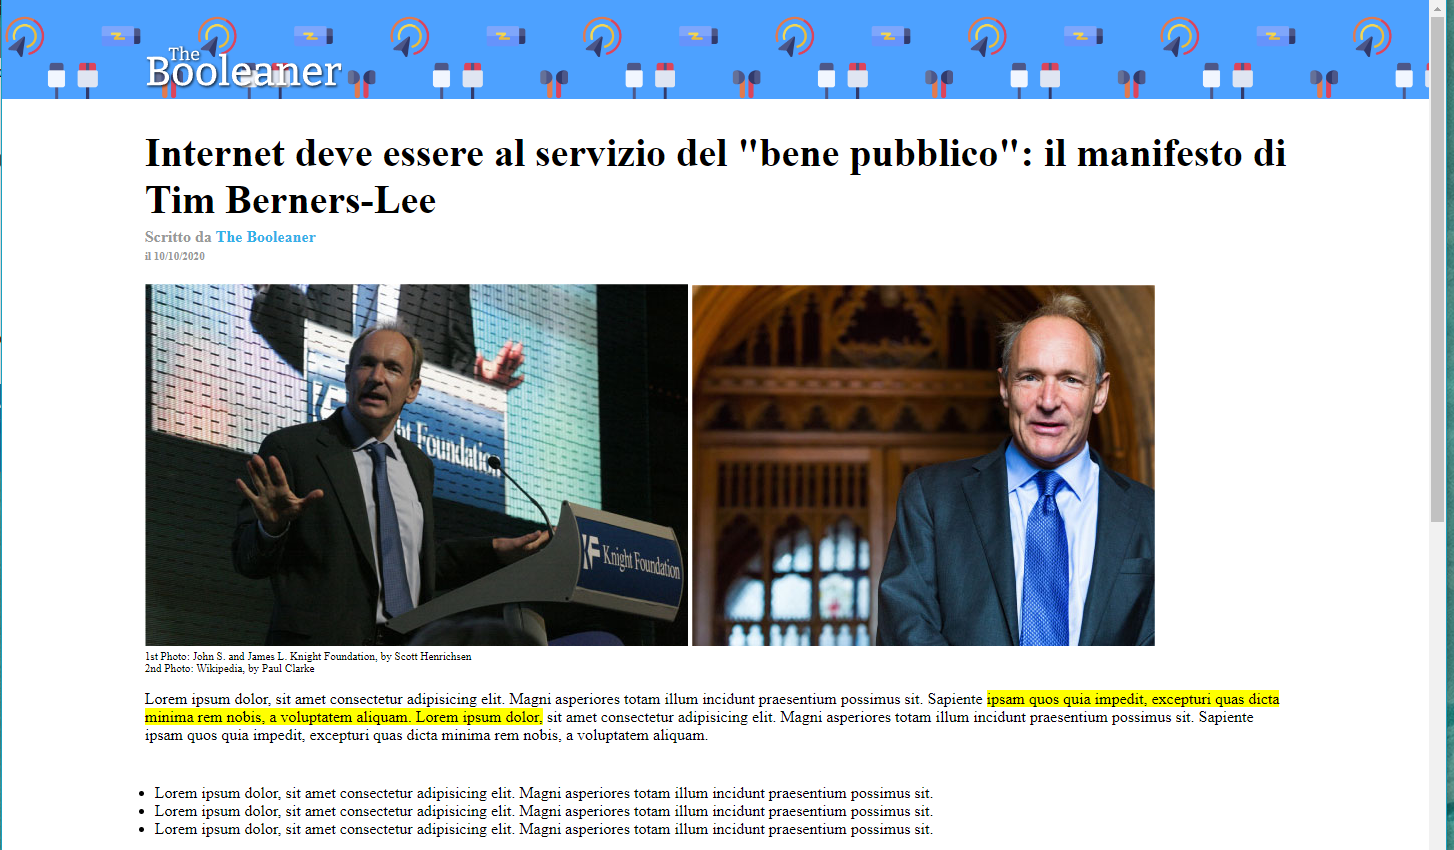 The
Booleaner
Internet deve essere al servizio del "bene pubblico": il manifesto di
Tim Berners-Lee
Scritto da The Booleaner
il 10/10/2020
Knight Foundation
Knight Foundation
1st Photo: John S. and James L. Knight Foundation, by Scott Henrichsen
2nd Photo: Wikipedia, by Paul Clarke
Lorem ipsum dolor, sit amet consectetur adipisicing elit. Magni asperiores totam illum incidunt praesentium possimus sit. Sapiente ipsam quos quia impedit, excepturi quas dicta
minima rem nobis, a voluptatem aliquam. Lorem ipsum dolor, sit amet consectetur adipisicing elit. Magni asperiores totam illum incidunt praesentium possimus sit. Sapiente
ipsam quos quia impedit, excepturi quas dicta minima rem nobis, a voluptatem aliquam.
Lorem ipsum dolor, sit amet consectetur adipisicing elit. Magni asperiores totam illum incidunt praesentium possimus sit.
Lorem ipsum dolor, sit amet consectetur adipisicing elit. Magni asperiores totam illum incidunt praesentium possimus sit.
Lorem ipsum dolor, sit amet consectetur adipisicing elit. Magni asperiores totam illum incidunt praesentium possimus sit.